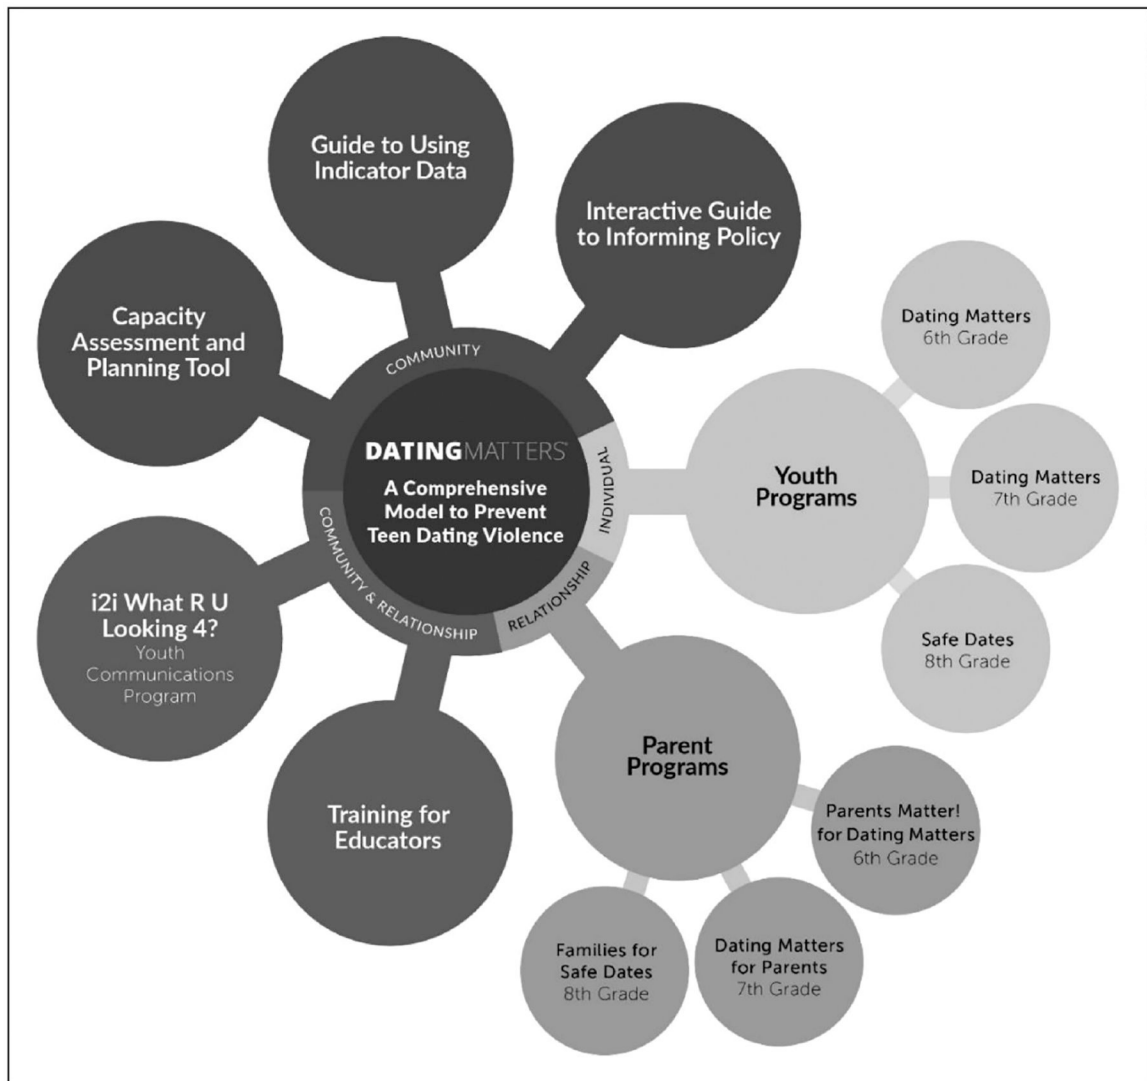 Guide to Using
Indicator Data
Interactive Guide
to Informing Policy
Capacity
Assessment and
Planning Tool
COMMUNITY
DATINGMATTERS®
A Comprehensive
Model to Prevent
Teen Dating Violence
INDIVIDUAL
RELATIONSHIP
COMMUNITY & RELATIONSHIP
Youth
Programs
Dating Matters
6th Grade
Dating Matters
7th Grade
Safe Dates
8th Grade
i2i What R U
Looking 4?
Youth
Communications
Program
Training for
Educators
Parent
Programs
Parents Matter!
for Dating Matters
6th Grade
Dating Matters
for Parents
7th Grade
Families for
Safe Dates
8th Grade